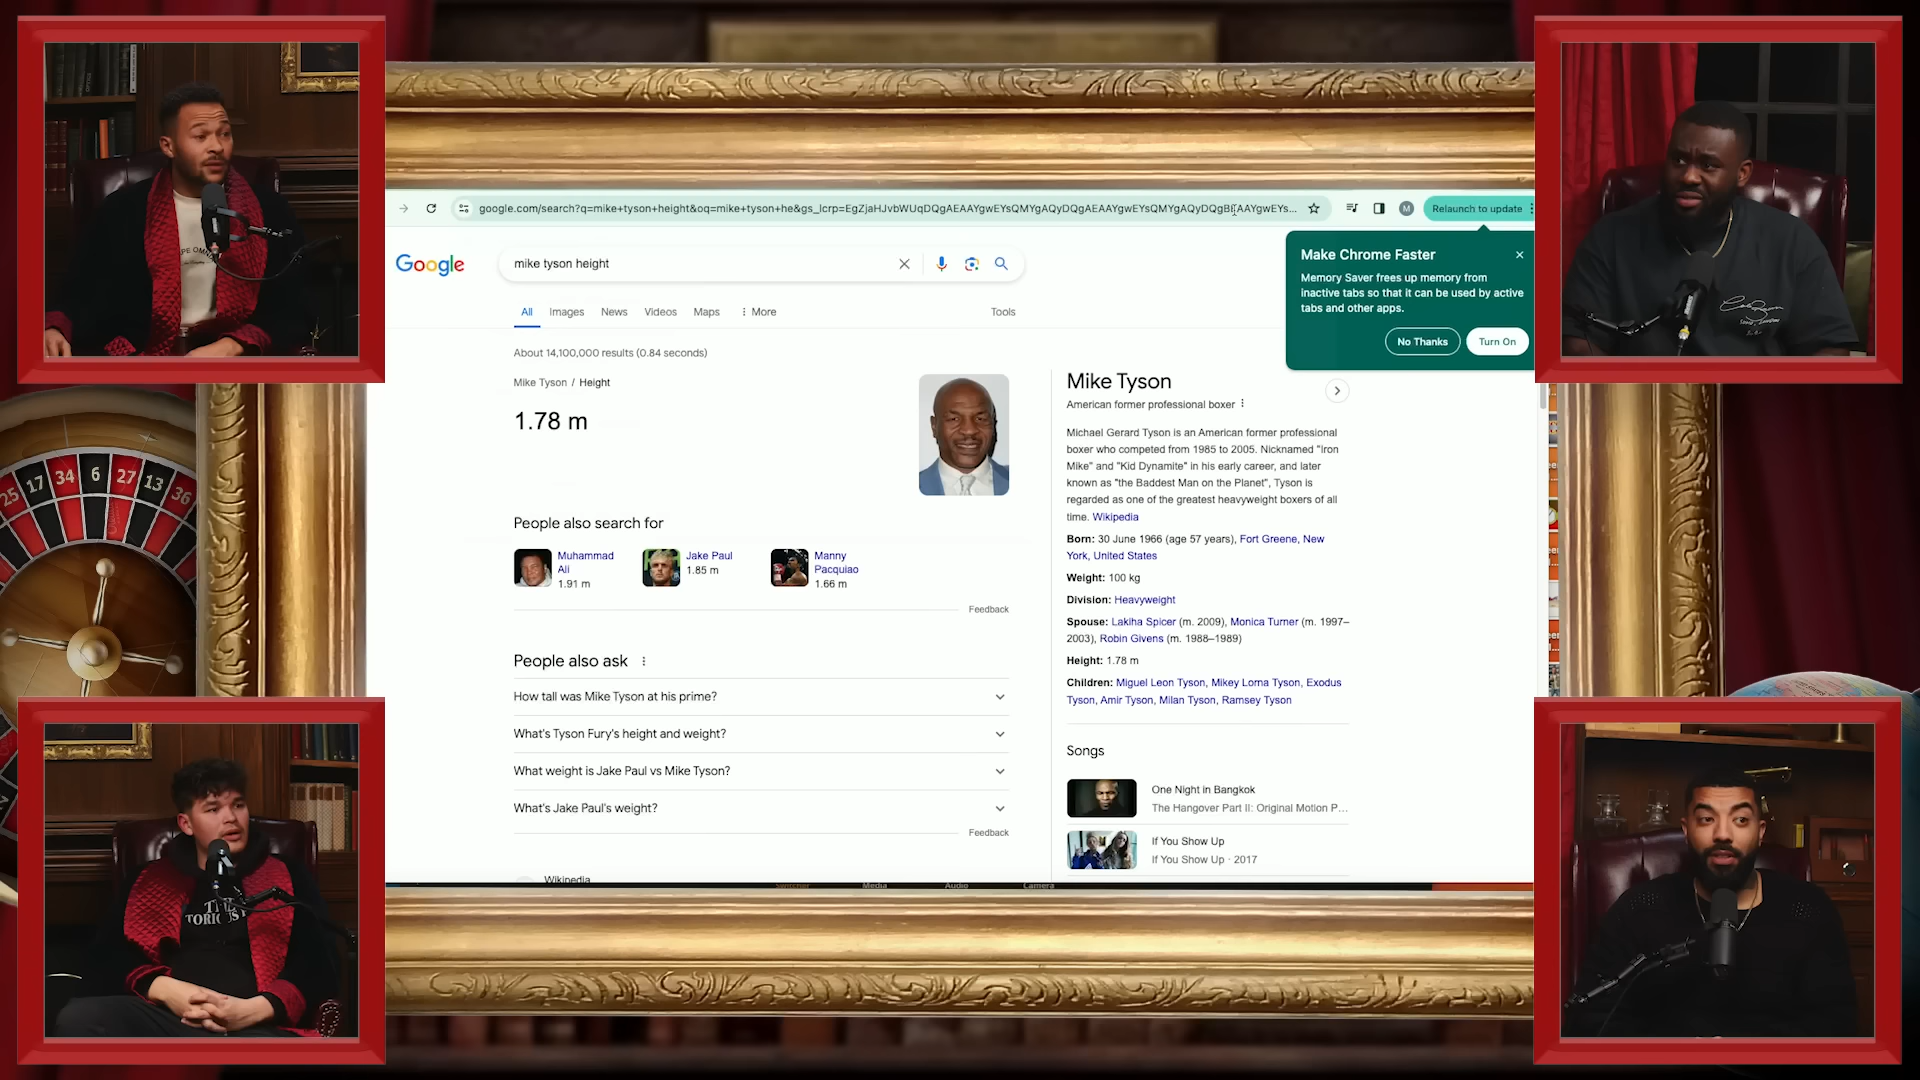 google.com/search?q=mike+tyson+height&oq=mike+tyson+he&gs_lcrp=EgZjaHJvbWUqDQgAEAAYgwEYsQMYgAQyDQgAEAAYgwEYsQMYgAQyDQgBEAAYgwEYs...
M
Relaunch to update
Make Chrome Faster
Memory Saver frees up memory from
inactive tabs so that it can be used by active
tabs and other apps.
No Thanks
Turn On
Google
mike tyson height
All
Images
News
Videos
Maps
More
Tools
About 14,100,000 results (0.84 seconds)
Mike Tyson / Height
1.78 m
People also search for
Muhammad
Ali
1.91 m
Jake Paul
1.85 m
Manny
Pacquiao
1.66 m
Feedback
People also ask
How tall was Mike Tyson at his prime?
What's Tyson Fury's height and weight?
What weight is Jake Paul vs Mike Tyson?
What's Jake Paul's weight?
Feedback
Wikipedia
Mike Tyson
American former professional boxer
Michael Gerard Tyson is an American former professional
boxer who competed from 1985 to 2005. Nicknamed "Iron
Mike" and "Kid Dynamite" in his early career, and later
known as "the Baddest Man on the Planet", Tyson is
regarded as one of the greatest heavyweight boxers of all
time. Wikipedia
Born: 30 June 1966 (age 57 years), Fort Greene, New
York, United States
Weight: 100 kg
Division: Heavyweight
Spouse: Lakiha Spicer (m. 2009), Monica Turner (m. 1997–
2003), Robin Givens (m. 1988–1989)
Height: 1.78 m
Children: Miguel Leon Tyson, Mikey Lorna Tyson, Exodus
Tyson, Amir Tyson, Milan Tyson, Ramsey Tyson
Songs
One Night in Bangkok
The Hangover Part II: Original Motion P...
If You Show Up
If You Show Up · 2017
Switcher
Media
Audio
Camera
25 17 34 6 27 13 36